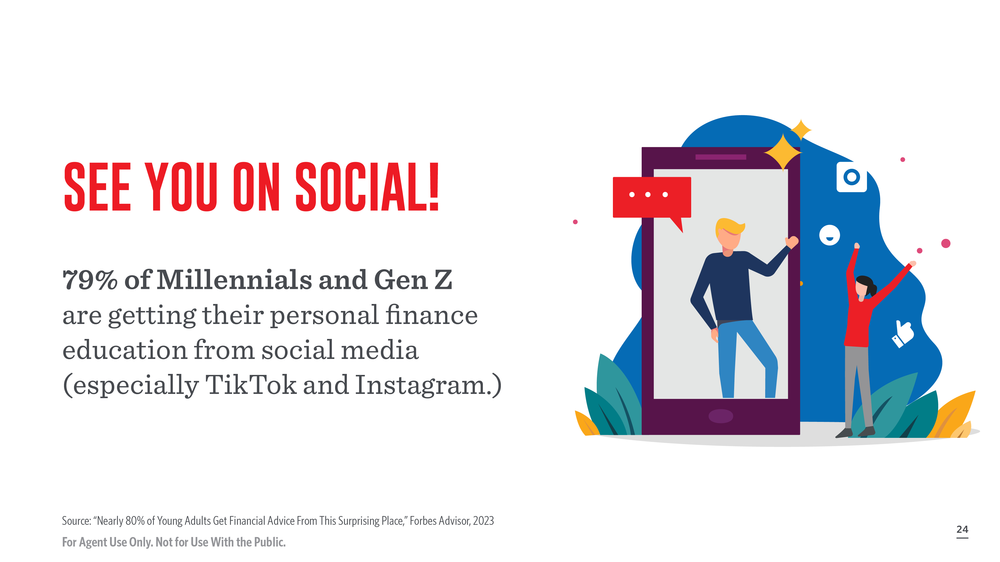 SEE YOU ON SOCIAL!
79% of Millennials and Gen Z
are getting their personal finance
education from social media
(especially TikTok and Instagram.)
Source: “Nearly 80% of Young Adults Get Financial Advice From This Surprising Place,” Forbes Advisor, 2023
For Agent Use Only. Not for Use With the Public.
24